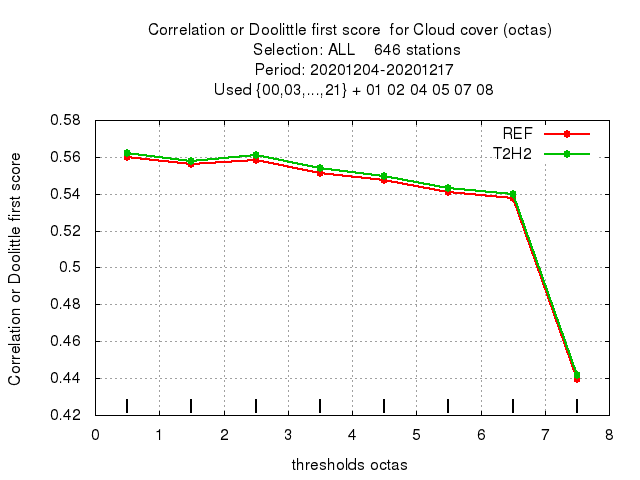 Correlation or Doolittle first score  for Cloud cover (octas)
Selection: ALL    646 stations
Period: 20201204-20201217
Used {00,03,...,21} + 01 02 04 05 07 08
REF
T2H2
Correlation or Doolittle first score
0.58
0.56
0.54
0.52
0.5
0.48
0.46
0.44
0.42
0 1 2 3 4 5 6 7 8
thresholds octas